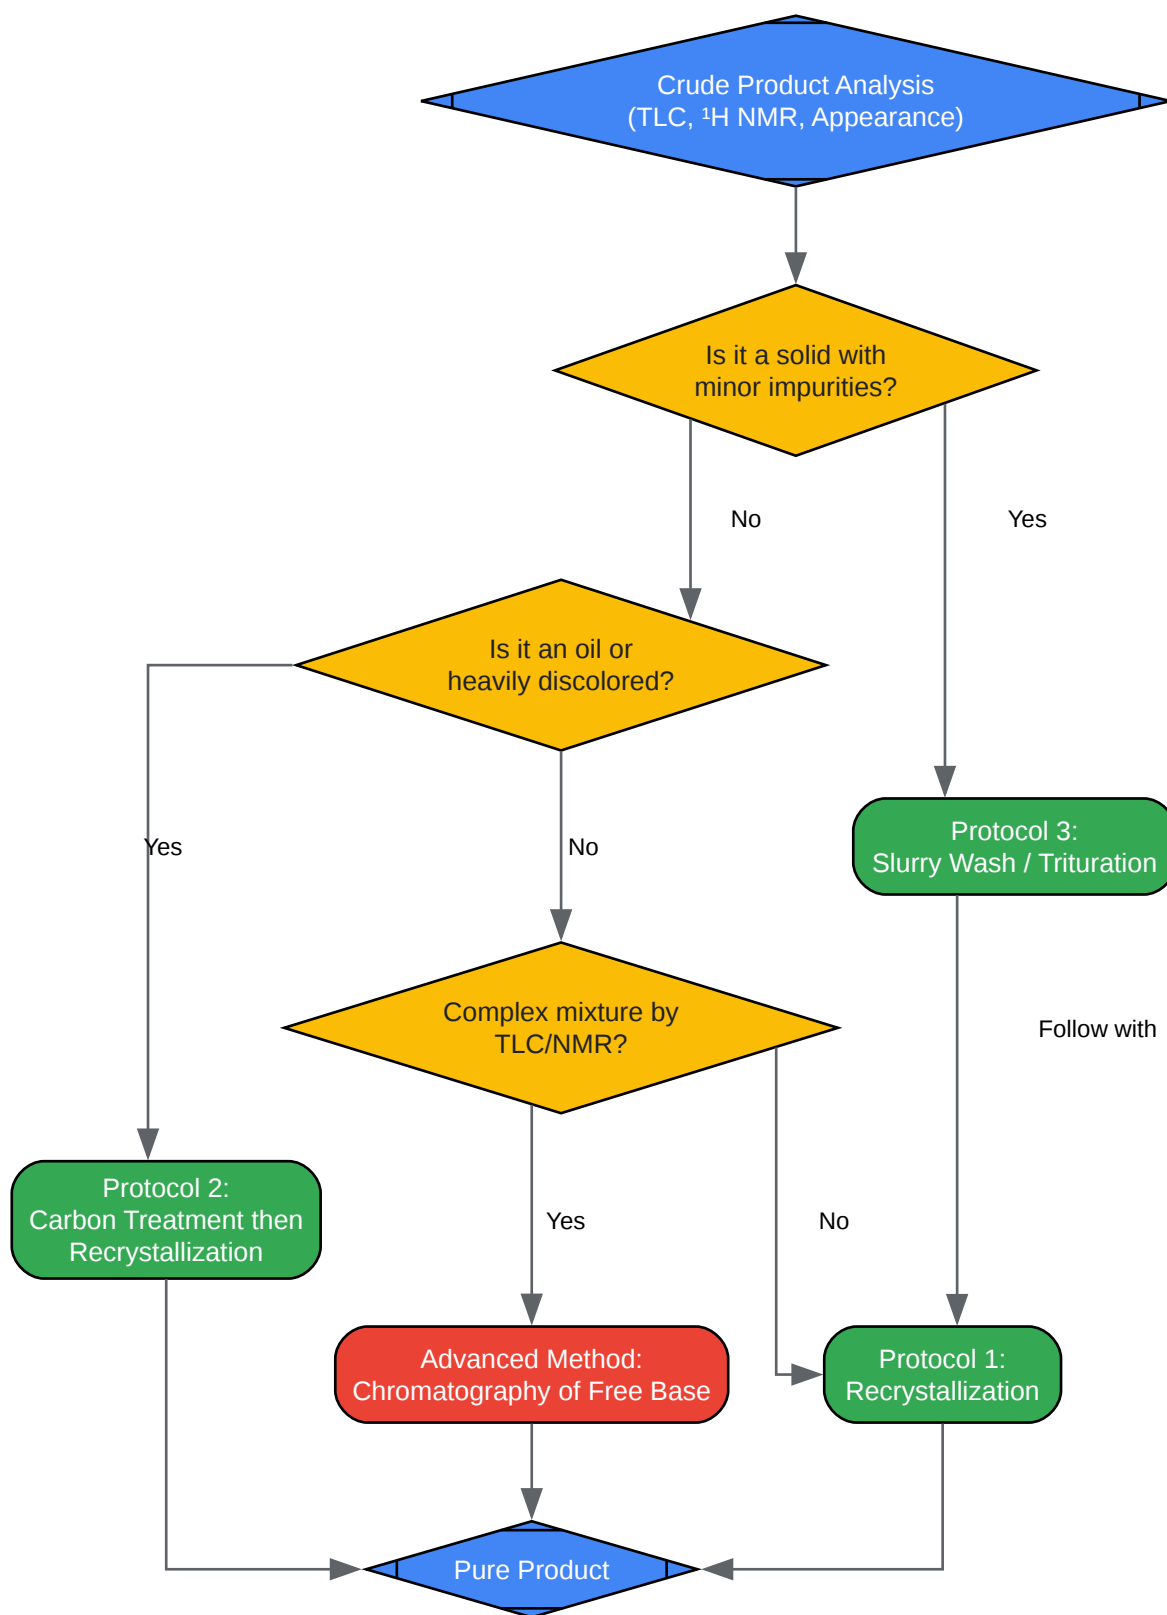 Crude Product Analysis
(TLC, ¹H NMR, Appearance)
Is it a solid with
minor impurities?
No
Yes
Is it an oil or
heavily discolored?
Yes
No
Protocol 3:
Slurry Wash / Trituration
Complex mixture by
TLC/NMR?
Follow with
Protocol 2:
Carbon Treatment then
Recrystallization
Yes
No
Advanced Method:
Chromatography of Free Base
Protocol 1:
Recrystallization
Pure Product